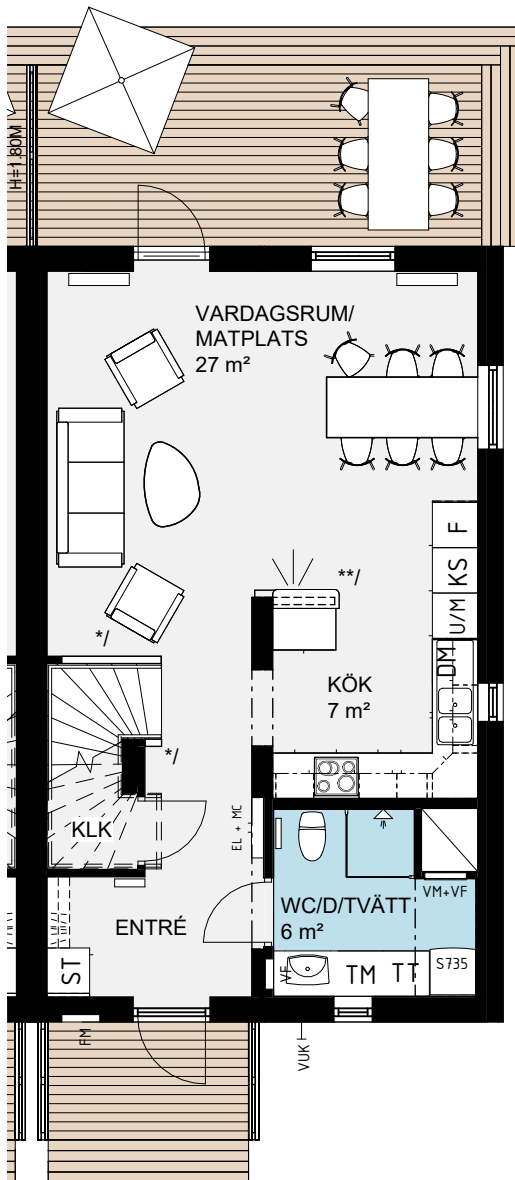 H=1.80M
VARDAGSRUM/
MATPLATS
27 m²
F
KS
U/M
**/
*/
DM
KÖK
7 m²
*/
KLK
EL + MC
VM+VF
WC/D/TVÄTT
6 m²
ENTRÉ
ST
VF
TM
TT
S735
FM
VUK